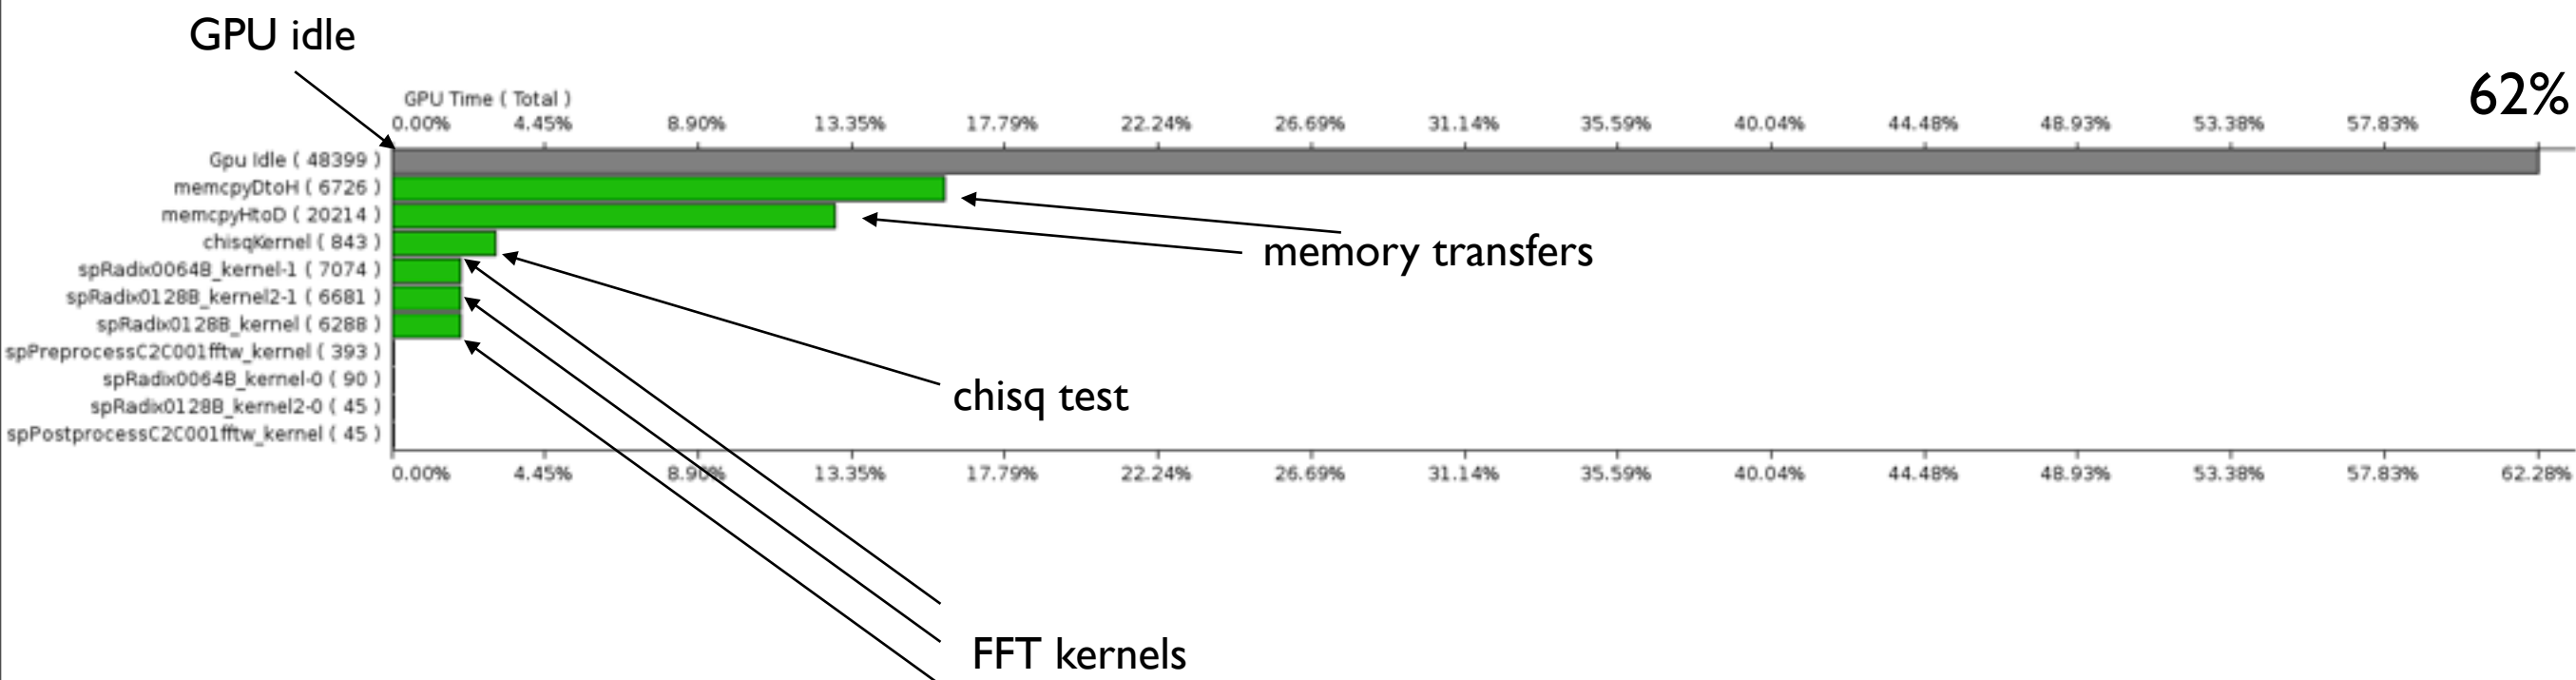 GPU idle
62%
GPU Time ( Total )
0.00% 4.45% 8.90% 13.35% 17.79% 22.24% 26.69% 31.14% 35.59% 40.04% 44.48% 48.93% 53.38% 57.83%
Gpu Idle ( 48399 )
memcpyDtoH ( 6726 )
memcpyHtoD ( 20214 )
chisqKernel ( 843 )
memory transfers
spRadix0064B_kernel-1 ( 7074 )
spRadix0128B_kernel2-1 ( 6681 )
spRadix0128B_kernel ( 6288 )
spPreprocessC2C001fftw_kernel ( 393 )
spRadix0064B_kernel-0 ( 90 )
chisq test
spRadix0128B_kernel2-0 ( 45 )
spPostprocessC2C001fftw_kernel ( 45 )
0.00% 4.45% 8.90% 13.35% 17.79% 22.24% 26.69% 31.14% 35.59% 40.04% 44.48% 48.93% 53.38% 57.83% 62.28%
FFT kernels